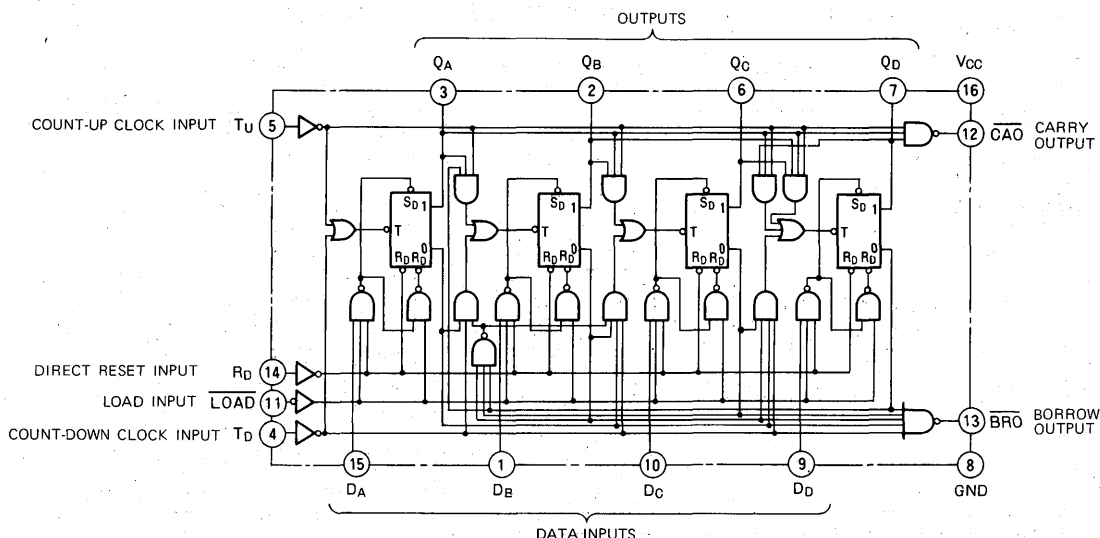 OUTPUTS
QA QB QC QD VCC
3 2 6 7 16
COUNT-UP CLOCK INPUT TU 5
12 CAO CARRY OUTPUT
SD 1 SD 1 SD 1 SD 1
T T T T
RD RD 0 RD RD 0 RD RD 0 RD RD 0
DIRECT RESET INPUT RD 14
LOAD INPUT LOAD 11
COUNT-DOWN CLOCK INPUT TD 4
13 BRO BORROW OUTPUT
15 1 10 9 8
DA DB DC DD GND
DATA INPUTS